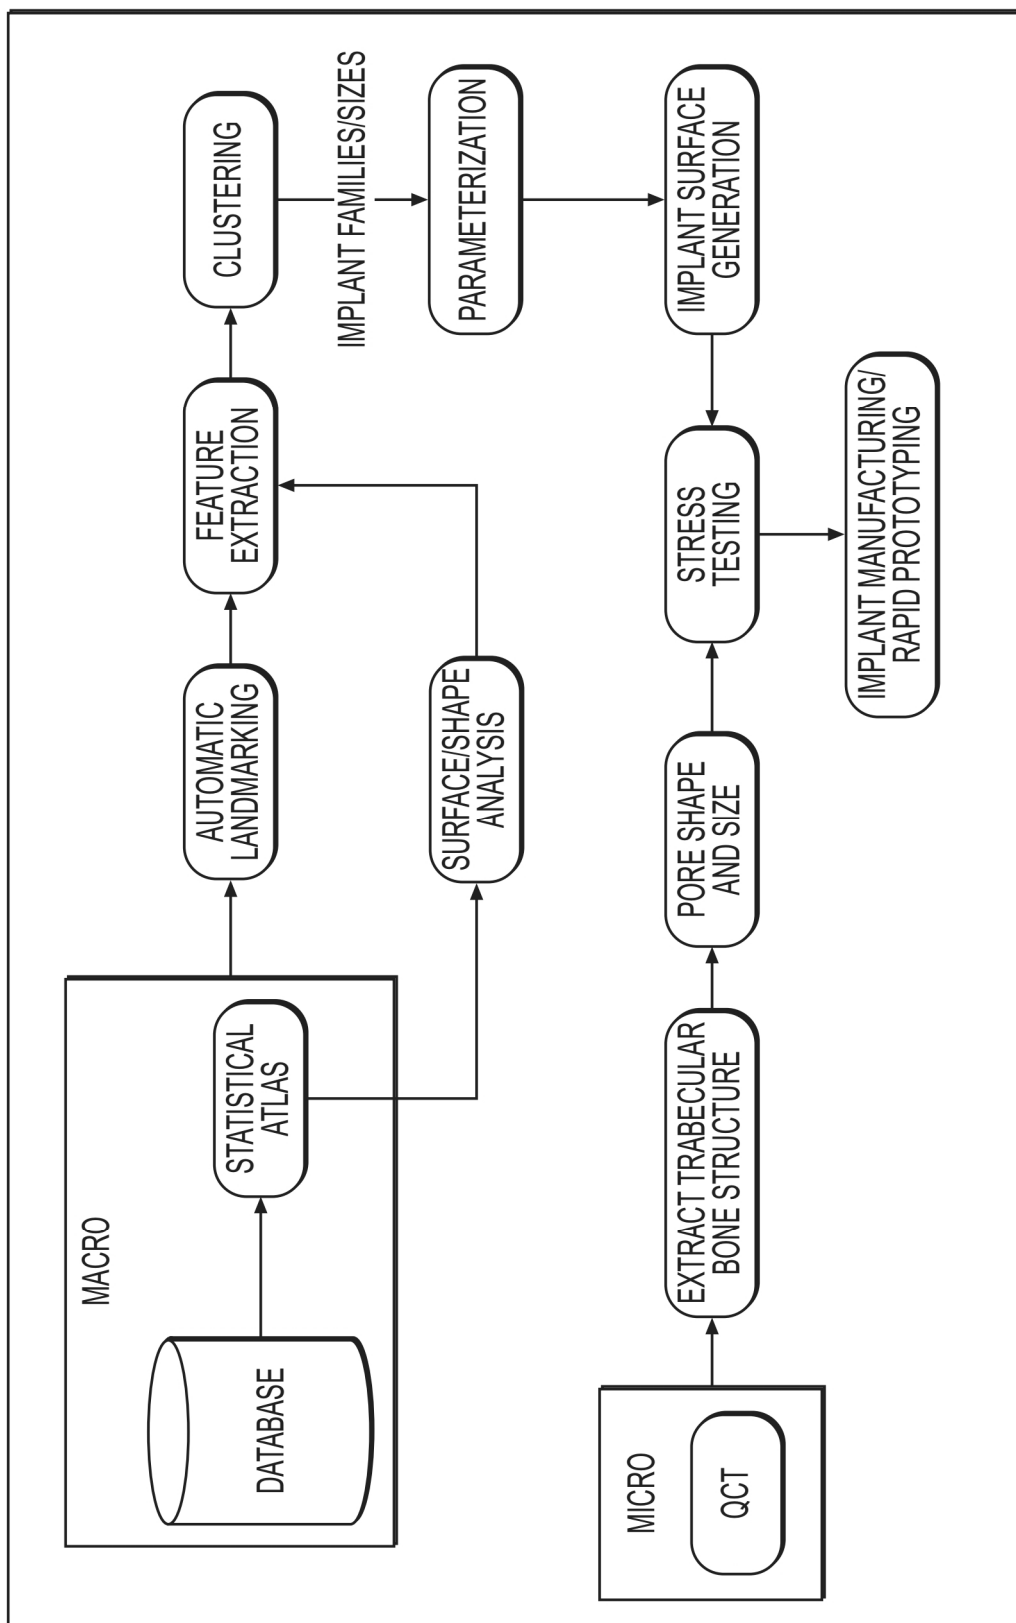 MACRO
DATABASE
STATISTICAL
ATLAS
AUTOMATIC
LANDMARKING
FEATURE
EXTRACTION
CLUSTERING
SURFACE/SHAPE
ANALYSIS
IMPLANT FAMILIES/SIZES
PARAMETERIZATION
MICRO
QCT
EXTRACT TRABECULAR
BONE STRUCTURE
PORE SHAPE
AND SIZE
STRESS
TESTING
IMPLANT SURFACE
GENERATION
IMPLANT MANUFACTURING/
RAPID PROTOTYPING